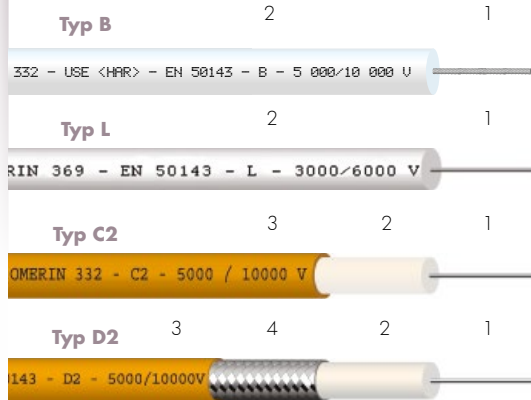 Typ B 2 1
332 - USE <HAR> - EN 50143 - B - 5 000/10 000 V
Typ L 2 1
369 - EN 50143 - L - 3000/6000 V
Typ C2 3 2 1
OMERIN 332 - C2 - 5000 / 10000 V
Typ D2 3 4 2 1
- D2 - 5000/10000V